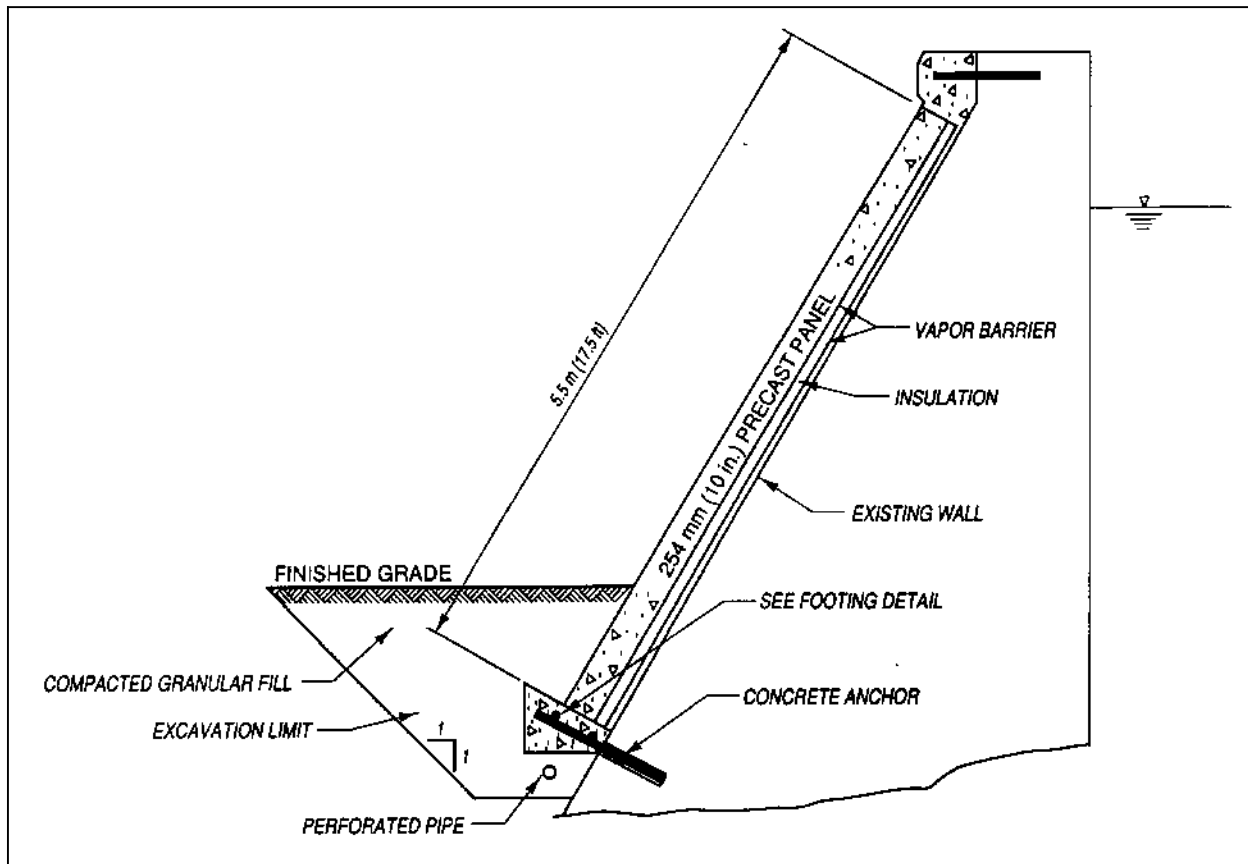 5.5 m (17.5 ft)
254 mm (10 in.) PRECAST PANEL
VAPOR BARRIER
INSULATION
EXISTING WALL
FINISHED GRADE
SEE FOOTING DETAIL
COMPACTED GRANULAR FILL
CONCRETE ANCHOR
EXCAVATION LIMIT
1
1
PERFORATED PIPE